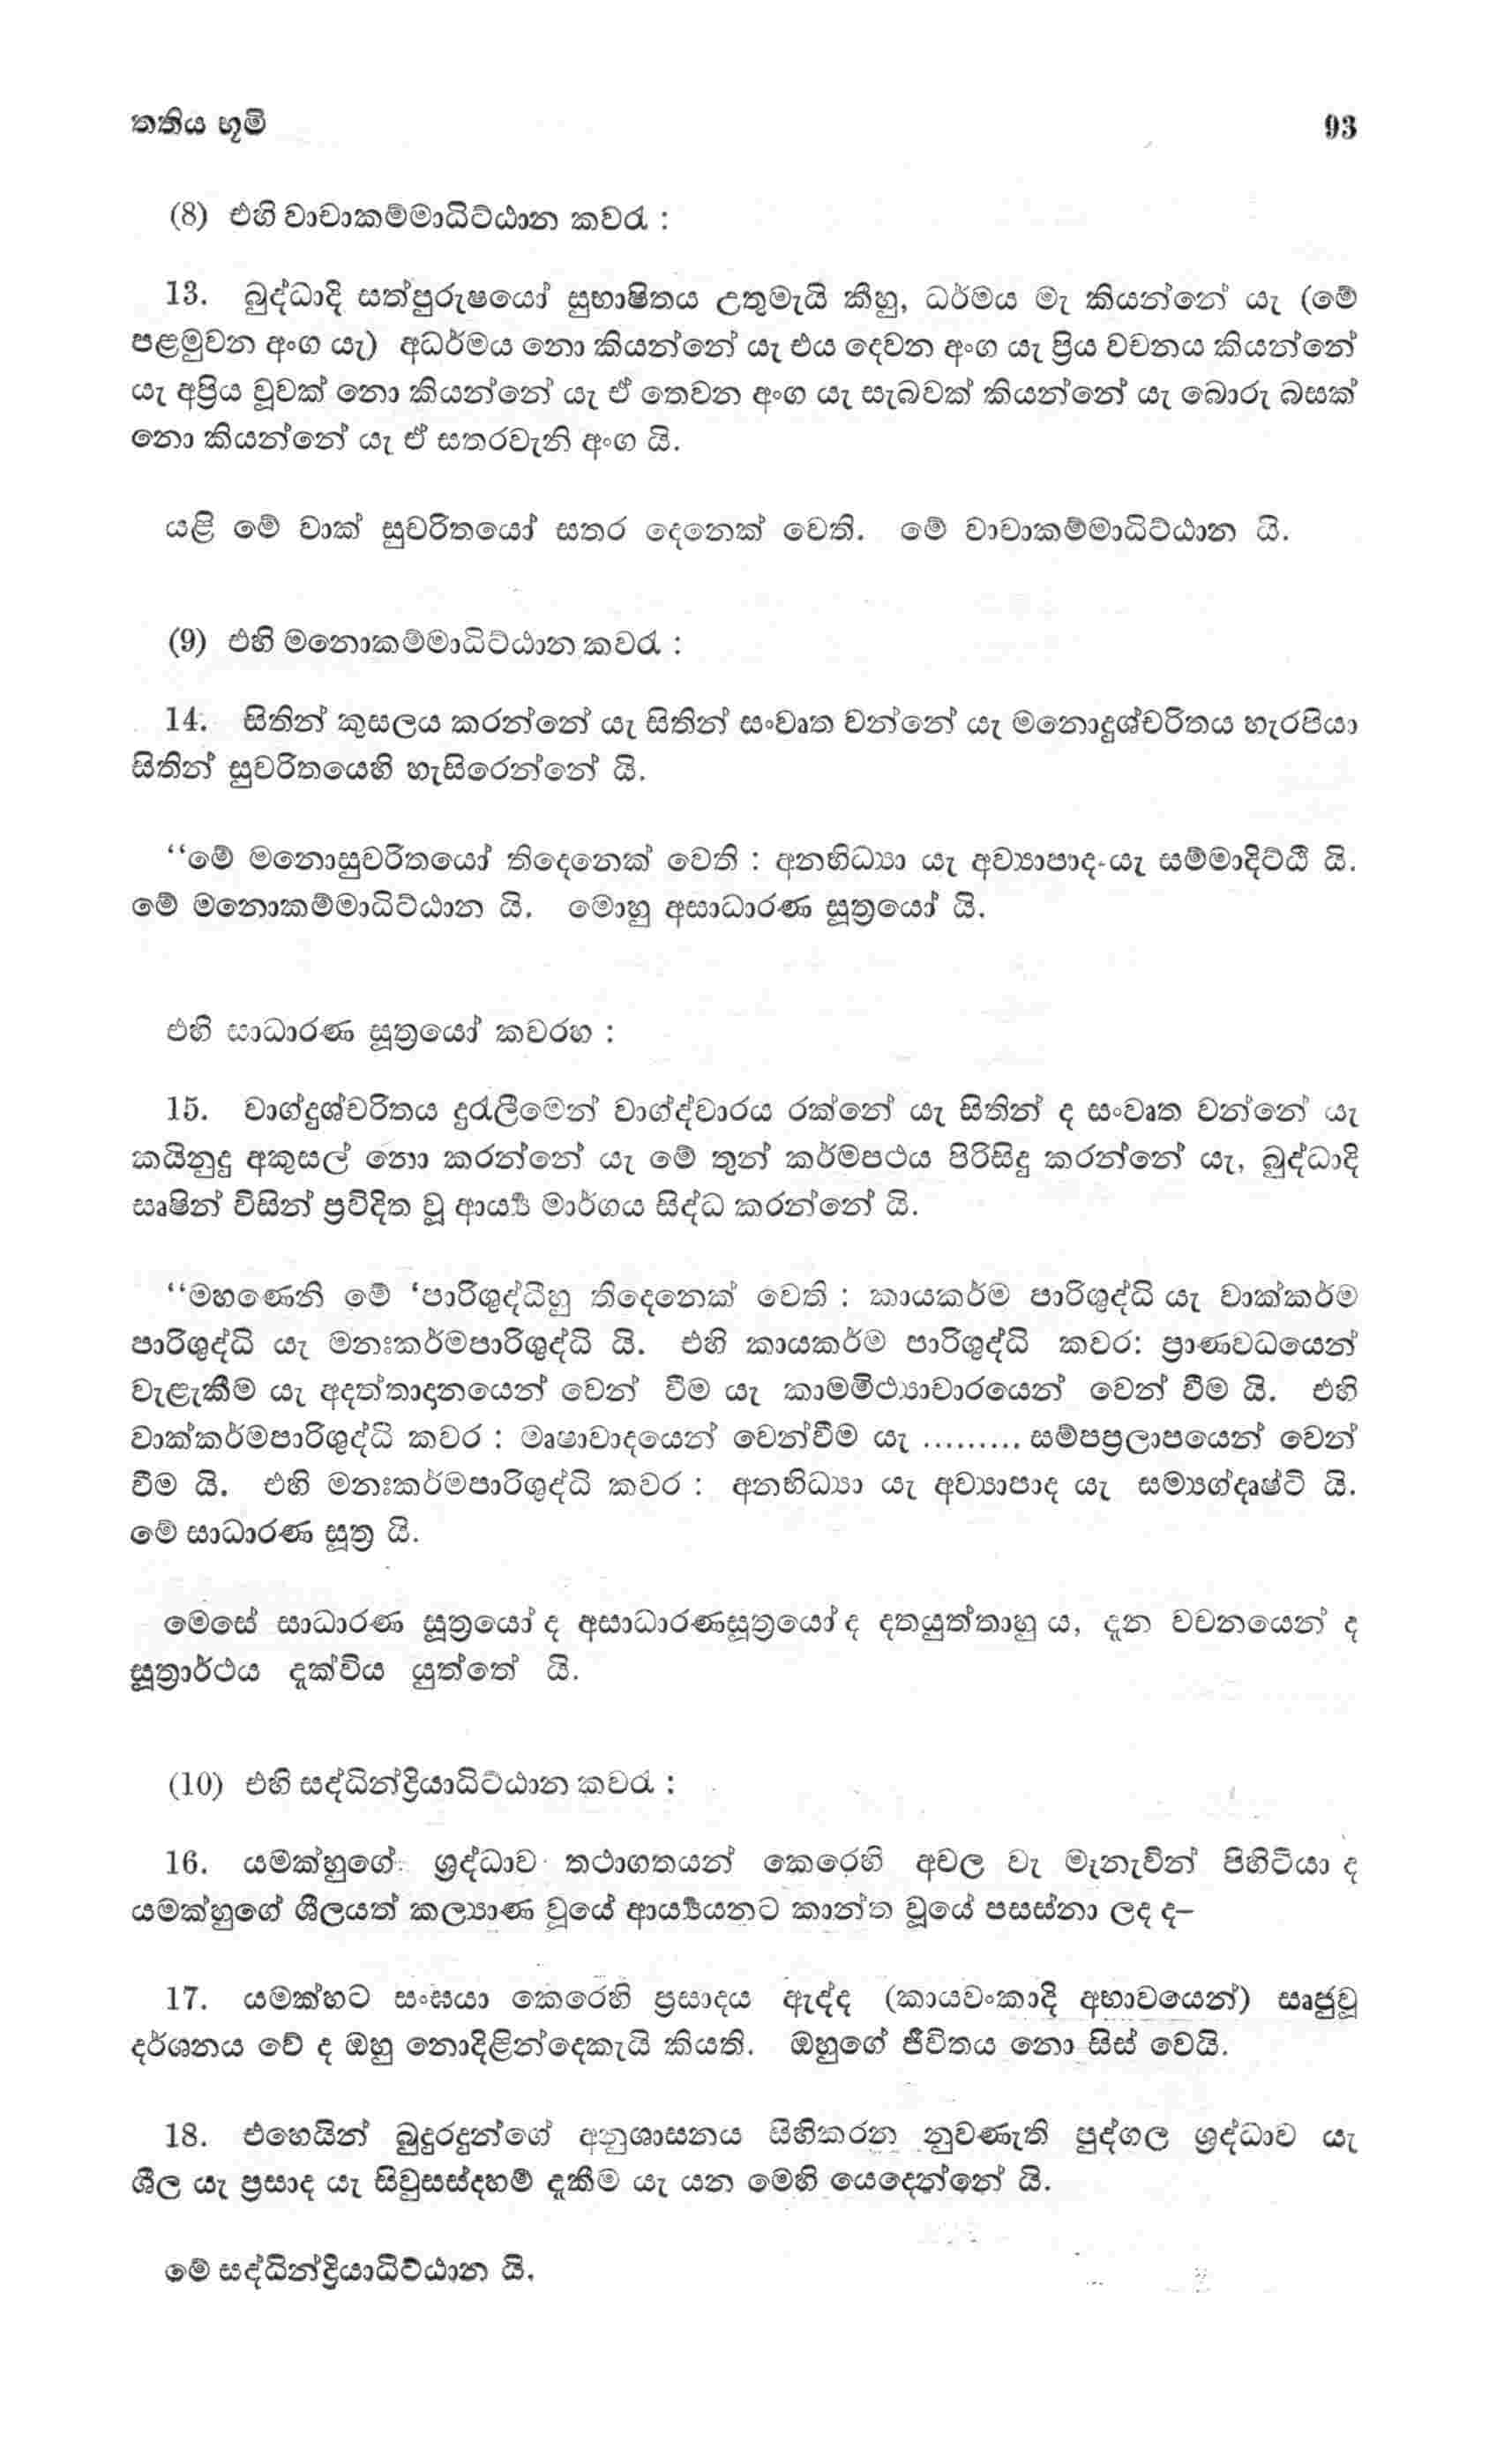 තතිය භූමි 93
(8) එහි වාචාකම්මාධිට්ඨාන කවරැ :
13. බුද්ධාදි සත්පුරුෂයෝ සුභාෂිතය උතුමැයි කීහු, ධර්මය මැ කියන්නේ යැ (මේ
පළමුවන අංග යැ) අධර්මය නො කියන්නේ යැ එය දෙවන අංග යැ ප්‍රිය වචනය කියන්නේ
යැ අප්‍රිය වූවක් නො කියන්නේ යැ ඒ තෙවන අංග යැ සැබවක් කියන්නේ යැ බොරු බසක්
නො කියන්නේ යැ ඒ සතරවැනි අංග යි.
යළි මේ වාක් සුචරිතයෝ සතර දෙනෙක් වෙති. මේ වාචාකම්මාධිට්ඨාන යි.
(9) එහි මනොකම්මාධිට්ඨාන කවරැ :
14. සිතින් කුසලය කරන්නේ යැ සිතින් සංවෘත වන්නේ යැ මනොදුශ්චරිතය හැරපියා
සිතින් සුචරිතයෙහි හැසිරෙන්නේ යි.
“මේ මනොසුචරිතයෝ තිදෙනෙක් වෙති : අනභිධ්‍යා යැ අව්‍යාපාද-යැ සම්මාදිට්ඨි යි.
මේ මනොකම්මාධිට්ඨාන යි. මොහු අසාධාරණ සූත්‍රයෝ යි.
එහි සාධාරණ සූත්‍රයෝ කවරහ :
15. වාග්දුශ්චරිතය දුරැලීමෙන් වාග්ද්වාරය රක්නේ යැ සිතින් ද සංවෘත වන්නේ යැ
කයිනුදු අකුසල් නො කරන්නේ යැ මේ තුන් කර්මපථය පිරිසිදු කරන්නේ යැ, බුද්ධාදි
සෘෂින් විසින් ප්‍රවිදිත වූ ආර්‍ය්‍ය මාර්ගය සිද්ධ කරන්නේ යි.
“මහණෙනි මේ ‘පාරිශුද්ධිහු තිදෙනෙක් වෙති : කායකර්ම පාරිශුද්ධි යැ වාක්කර්ම
පාරිශුද්ධි යැ මනඃකර්මපාරිශුද්ධි යි. එහි කායකර්ම පාරිශුද්ධි කවර: ප්‍රාණවධයෙන්
වැළැකීම යැ අදත්තාදනයෙන් වෙන් වීම යැ කාමමිථ්‍යාචාරයෙන් වෙන් වීම යි. එහි
වාක්කර්මපාරිශුද්ධි කවර : මෘෂාවාදයෙන් වෙන්වීම යැ ......... සම්පප්‍රලාපයෙන් වෙන්
වීම යි. එහි මනඃකර්මපාරිශුද්ධි කවර : අනභිධ්‍යා යැ අව්‍යාපාද යැ සම්‍යග්දෘෂ්ටි යි.
මේ සාධාරණ සූත්‍ර යි.
මෙසේ සාධාරණ සූත්‍රයෝ ද අසාධාරණසූත්‍රයෝ ද දතයුත්තාහු ය, දැන වචනයෙන් ද
සූත්‍රාර්ථය දැක්විය යුත්තේ යි.
(10) එහි සද්ධින්ද්‍රියාධිට්ඨාන කවරැ :
16. යමක්හුගේ ශ්‍රද්ධාව තථාගතයන් කෙරෙහි අචල වැ මැනැවින් පිහිටියා ද
යමක්හුගේ ශීලයත් කල්‍යාණ වූයේ ආර්‍ය්‍යයනට කාන්ත වූයේ පසස්නා ලද ද–
17. යමක්හට සංඝයා කෙරෙහි ප්‍රසාදය ඇද්ද (කායවංකාදි අභාවයෙන්) සෘජුවූ
දර්ශනය වේ ද ඔහු නොදිළින්දෙකැයි කියති. ඔහුගේ ජීවිතය නො සිස් වෙයි.
18. එහෙයින් බුදුරදුන්ගේ අනුශාසනය සිහිකරන නුවණැති පුද්ගල ශ්‍රද්ධාව යැ
ශීල යැ ප්‍රසාද යැ සිවුසස්දහම් දැකීම යැ යන මෙහි යෙදෙන්නේ යි.
මේ සද්ධින්ද්‍රියාධිට්ඨාන යි.